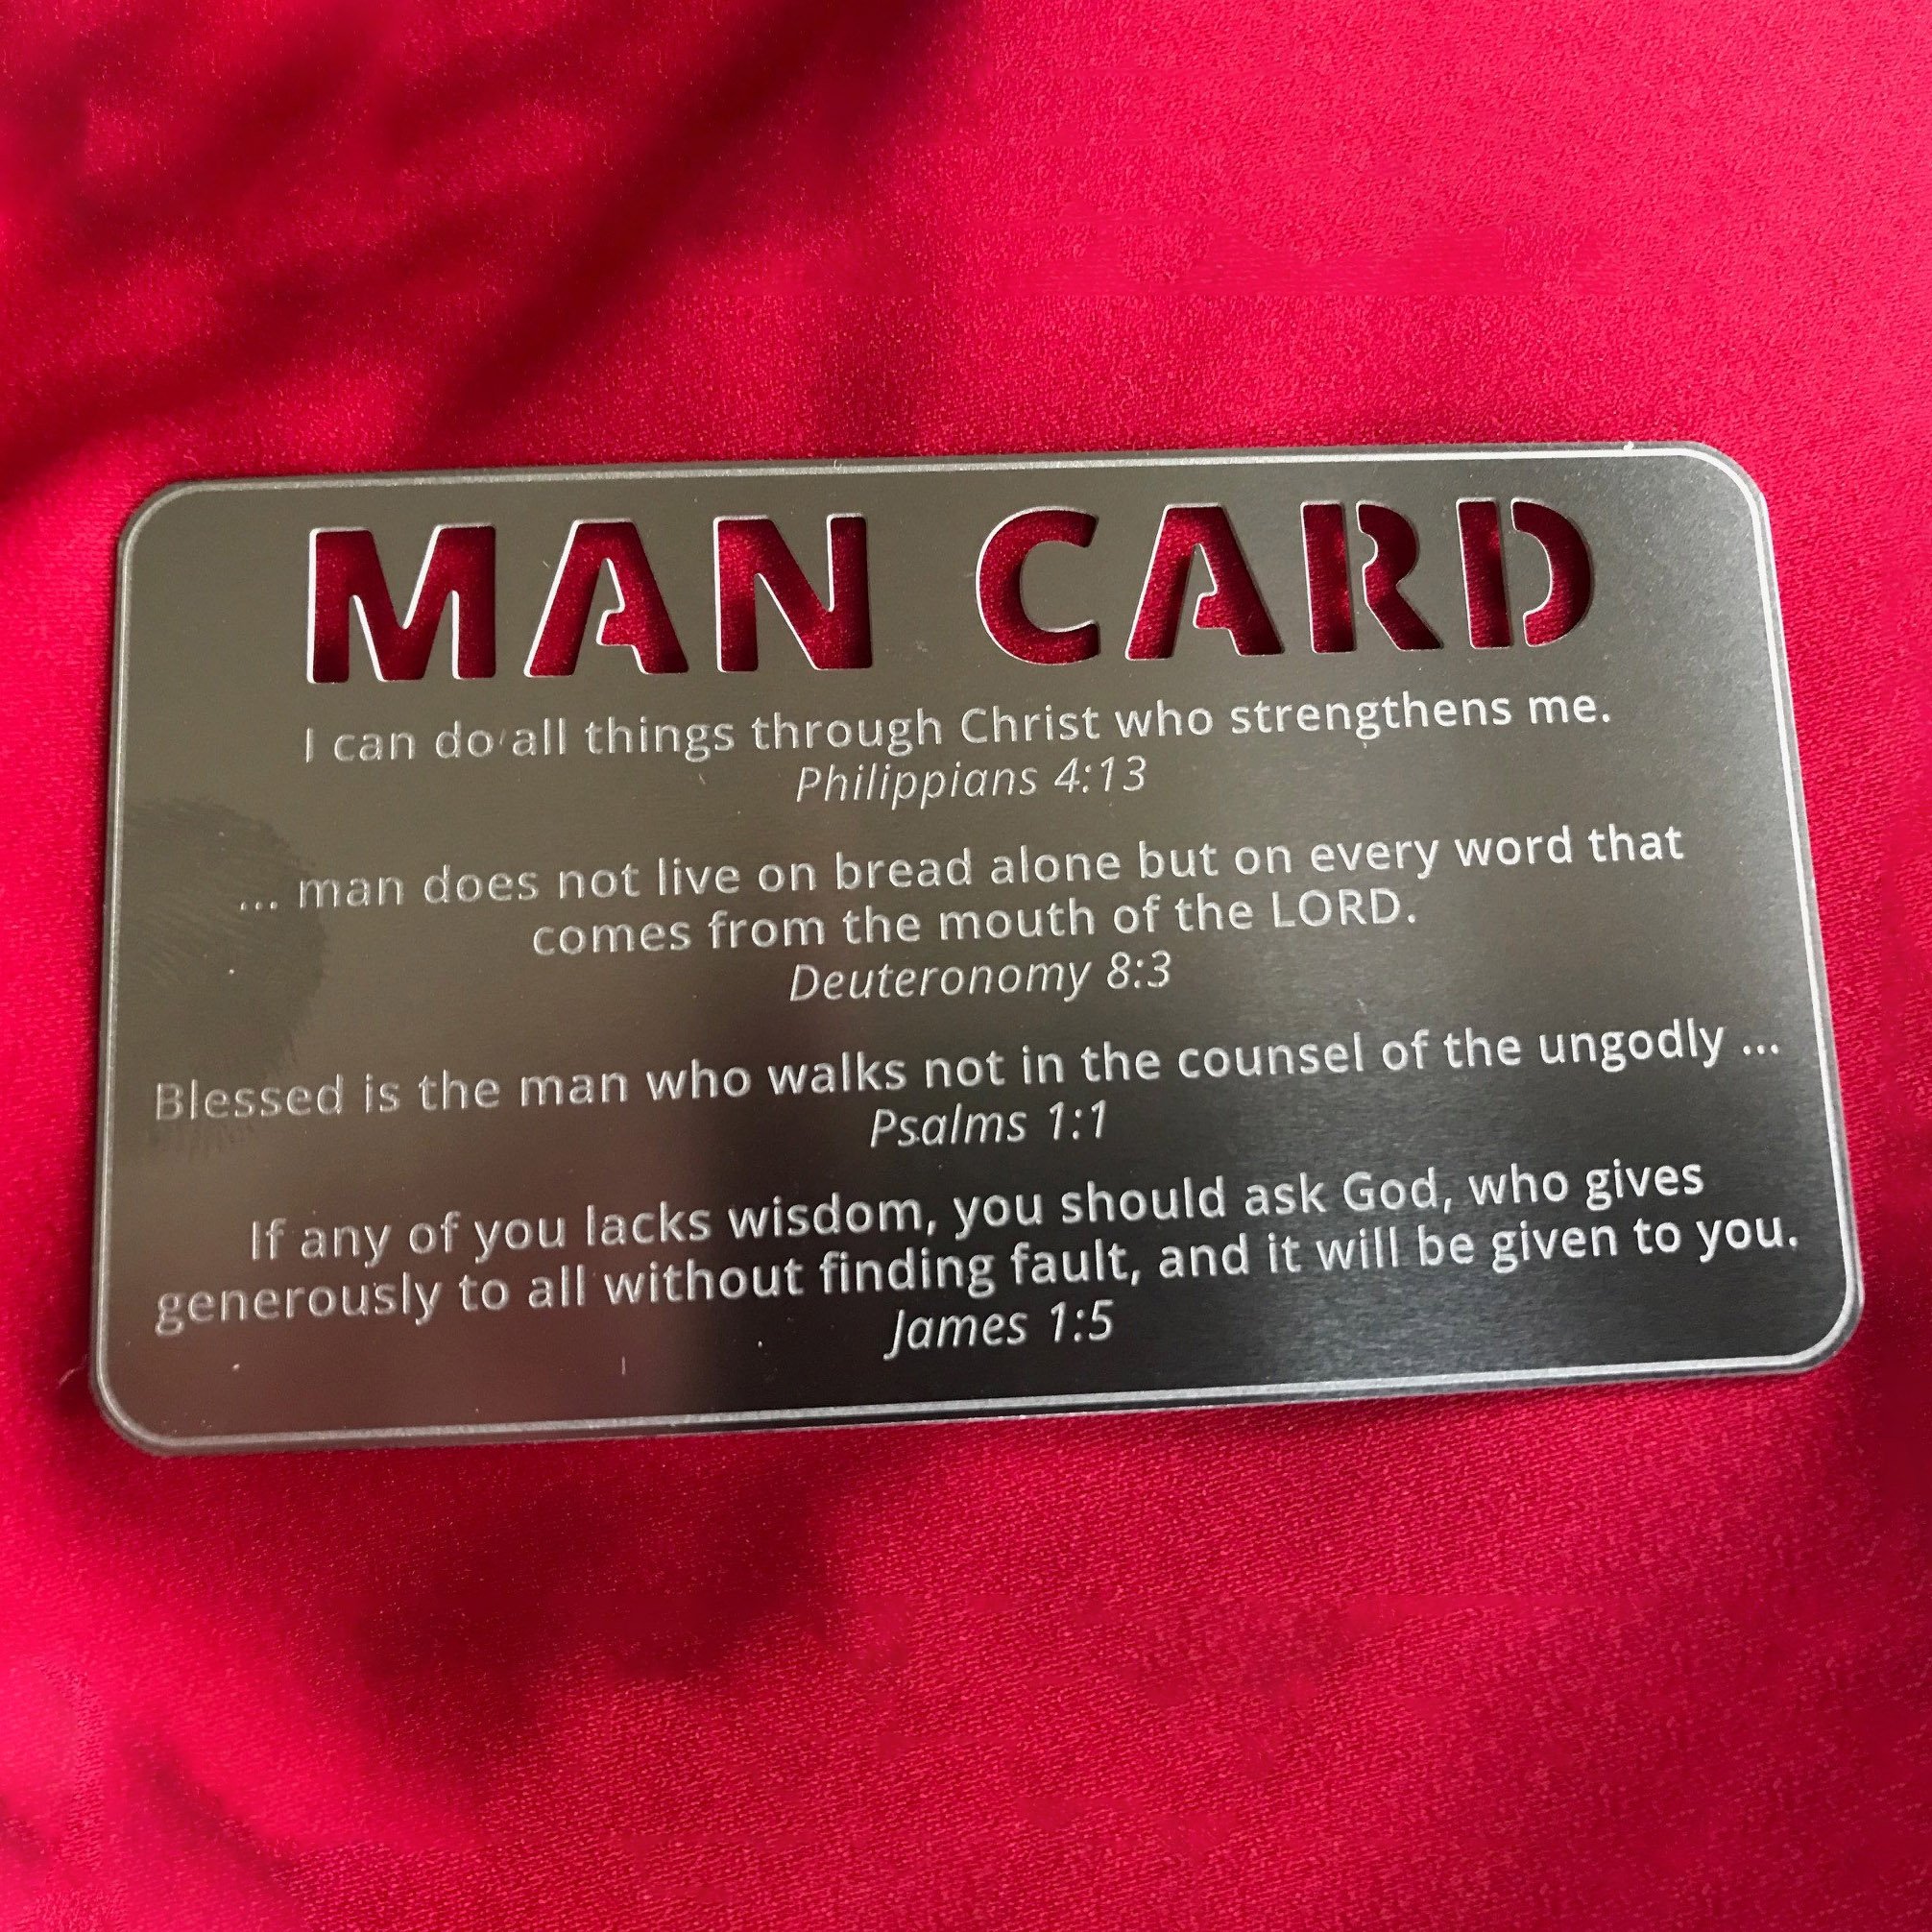 MAN CARD
I can do all things through Christ who strengthens me.
Philippians 4:13
... man does not live on bread alone but on every word that
comes from the mouth of the LORD.
Deuteronomy 8:3
Blessed is the man who walks not in the counsel of the ungodly ...
Psalms 1:1
If any of you lacks wisdom, you should ask God, who gives
generously to all without finding fault, and it will be given to you.
James 1:5